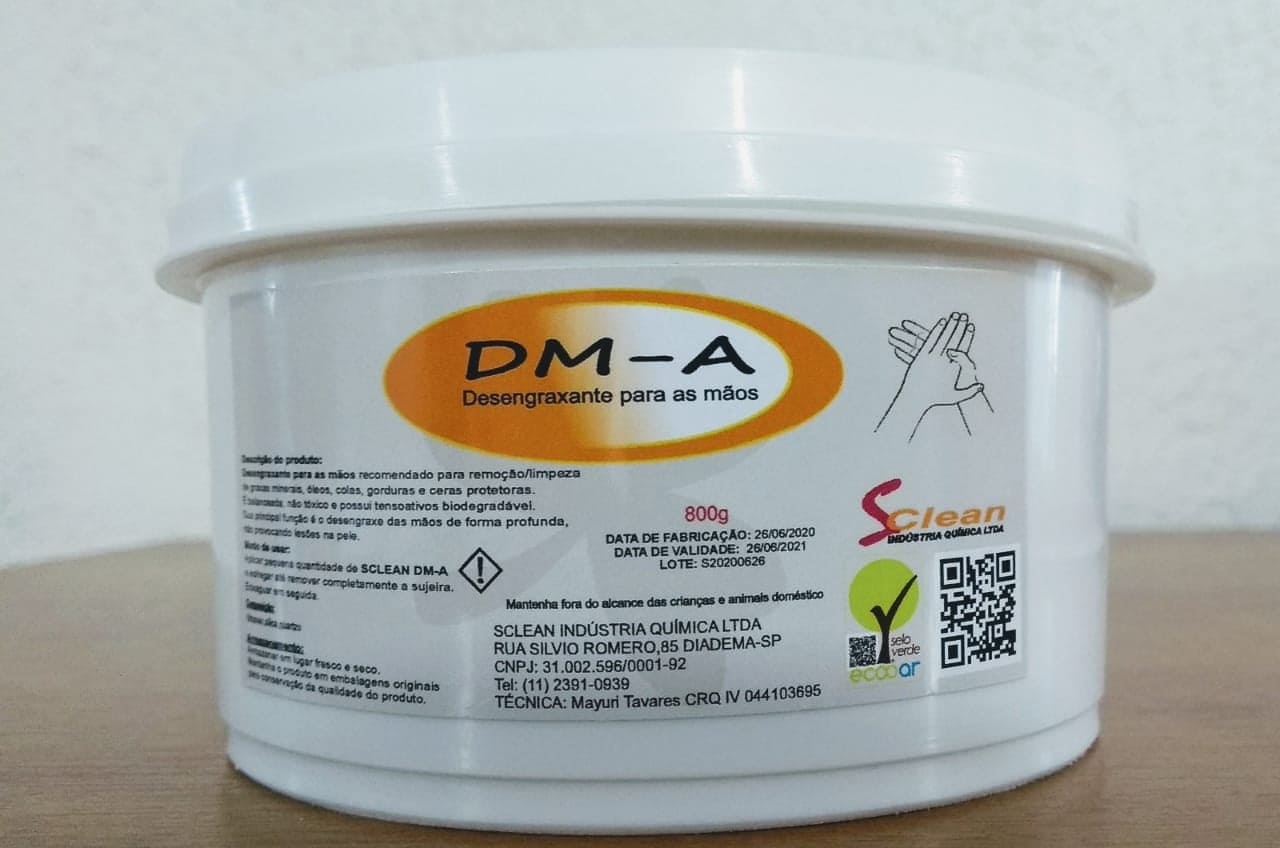 DM-A
Desengraxante para as mãos
Descrição do produto:
Desengraxante para as mãos recomendado para remoção/limpeza
de graxas minerais, óleos, colas, gorduras e ceras protetoras.
É balanceada, não tóxico e possui tensoativos biodegradável.
Sua principal função é o desengraxe das mãos de forma profunda,
não provocando lesões na pele.
Modo de usar:
Aplicar pequena quantidade de SCLEAN DM-A
e esfregar até remover completamente a sujeira.
Enxaguar em seguida.
Armazenamento:
Armazenar em lugar fresco e seco.
Mantenha o produto em embalagens originais
para conservação da qualidade do produto.
800g
DATA DE FABRICAÇÃO: 26/06/2020
DATA DE VALIDADE: 26/06/2021
LOTE: S20200626
Mantenha fora do alcance das crianças e animais doméstico
SCLEAN INDÚSTRIA QUÍMICA LTDA
RUA SILVIO ROMERO,85 DIADEMA-SP
CNPJ: 31.002.596/0001-92
Tel: (11) 2391-0939
TÉCNICA: Mayuri Tavares CRQ IV 044103695
SClean
INDÚSTRIA QUÍMICA LTDA
selo
verde
ecooar